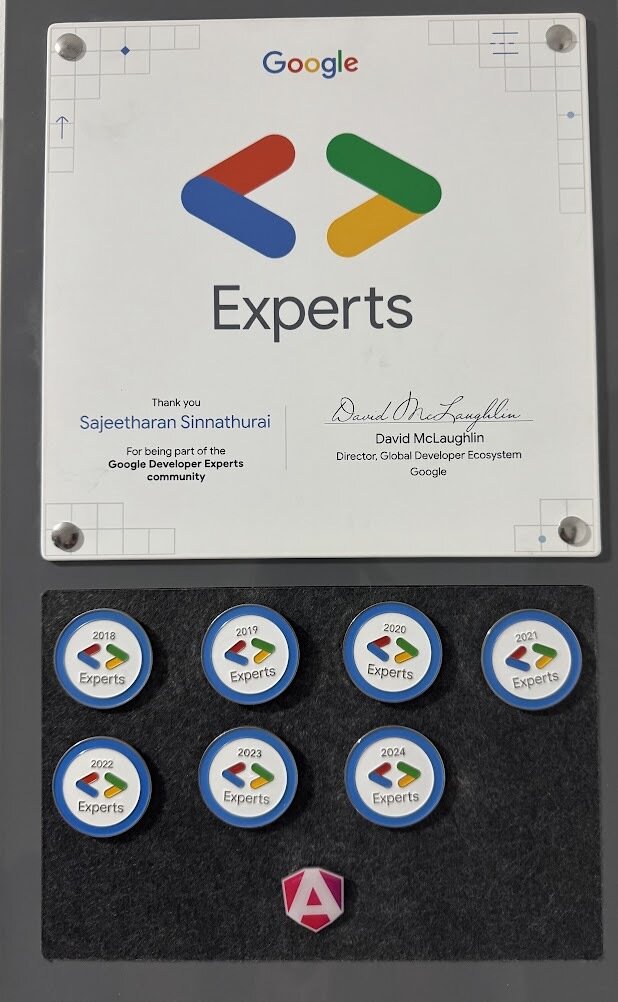 Google
Experts
Thank you
Sajeetharan Sinnathurai
For being part of the
Google Developer Experts
community
David McLaughlin
David McLaughlin
Director, Global Developer Ecosystem
Google
2018
Experts
2019
Experts
2020
Experts
2021
Experts
2022
Experts
2023
Experts
2024
Experts
A